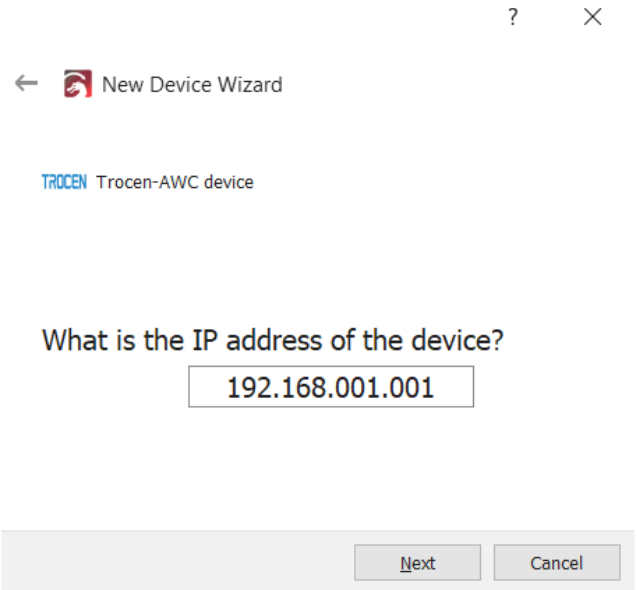 ?
New Device Wizard
TROCEN Trocen-AWC device
What is the IP address of the device?
192.168.001.001
Next Cancel